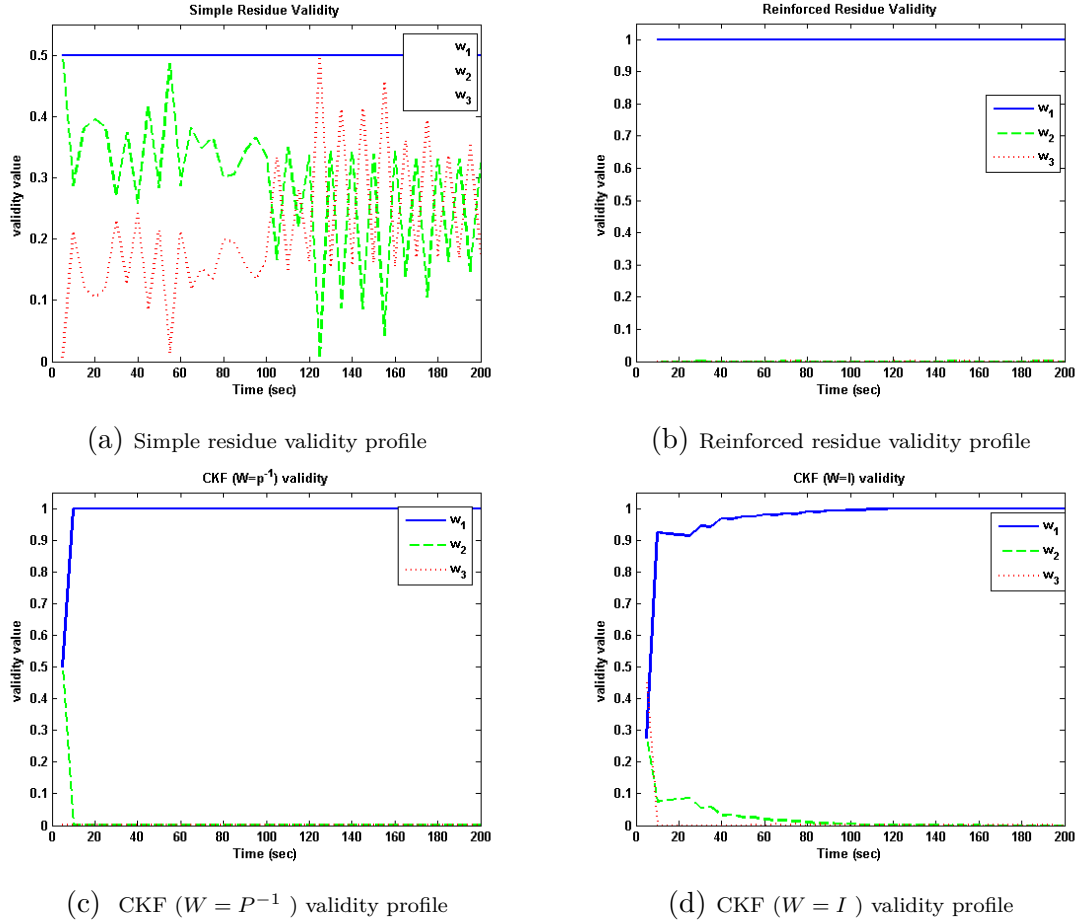 Simple Residue Validity
validity value
0.5
0.4
0.3
0.2
0.1
0
w1
w2
w3
0 20 40 60 80 100 120 140 160 180 200
Time (sec)
(a) Simple residue validity profile
Reinforced Residue Validity
validity value
1
0.9
0.8
0.7
0.6
0.5
0.4
0.3
0.2
0.1
0
w1
w2
w3
0 20 40 60 80 100 120 140 160 180 200
Time (sec)
(b) Reinforced residue validity profile
CKF (W=p⁻¹) validity
validity value
1
0.9
0.8
0.7
0.6
0.5
0.4
0.3
0.2
0.1
0
w1
w2
w3
0 20 40 60 80 100 120 140 160 180 200
Time (sec)
(c) CKF (W = P⁻¹ ) validity profile
CKF (W=I) validity
validity value
1
0.9
0.8
0.7
0.6
0.5
0.4
0.3
0.2
0.1
0
w1
w2
w3
0 20 40 60 80 100 120 140 160 180 200
Time (sec)
(d) CKF (W = I ) validity profile